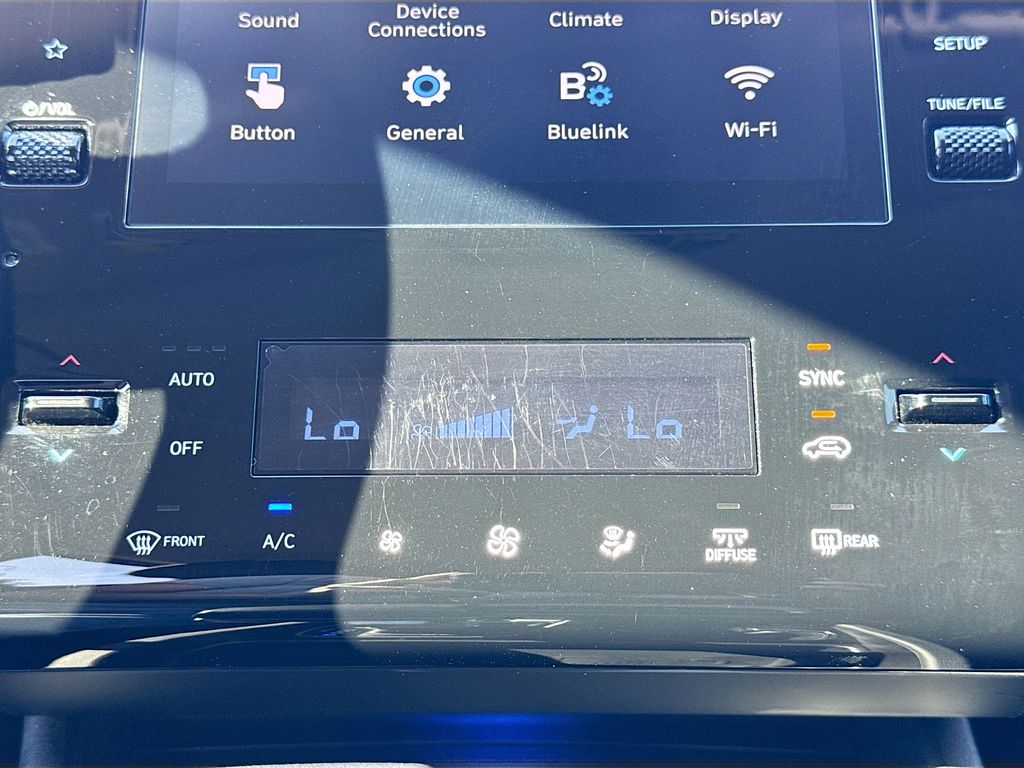 Sound
Device
Connections
Climate
Display
SETUP
/VOL
TUNE/FILE
Button
General
Bluelink
Wi-Fi
AUTO
SYNC
Lo
Lo
OFF
FRONT
A/C
DIFFUSE
REAR